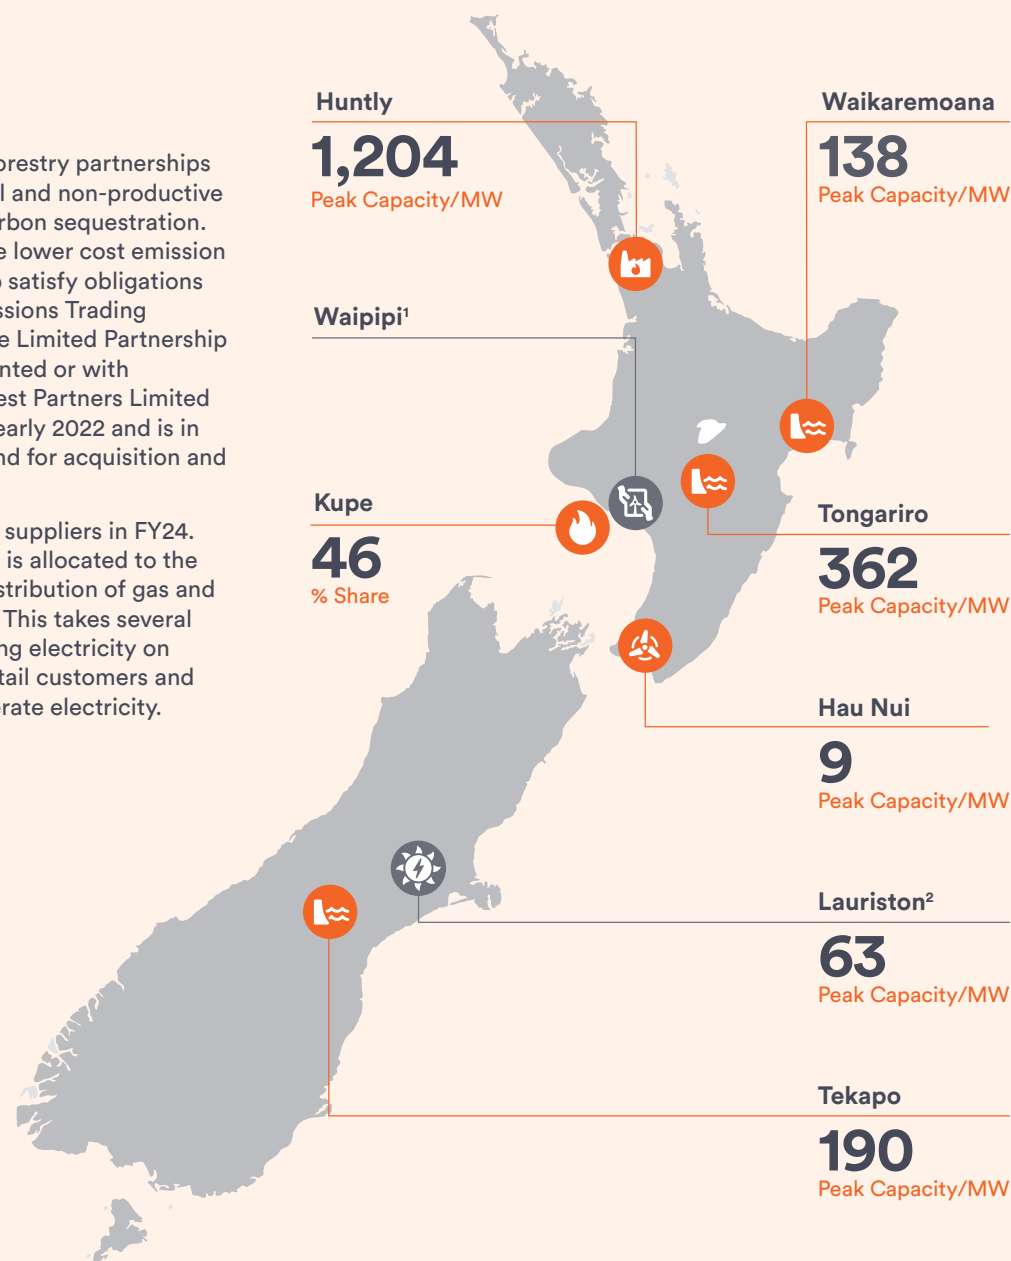 orestry partnerships
l and non-productive
rbon sequestration.
e lower cost emission
o satisfy obligations
ssions Trading
e Limited Partnership
nted or with
est Partners Limited
early 2022 and is in
nd for acquisition and
suppliers in FY24.
is allocated to the
stribution of gas and
This takes several
ng electricity on
tail customers and
erate electricity.
Huntly
1,204
Peak Capacity/MW
Waipipi¹
Kupe
46
% Share
Waikaremoana
138
Peak Capacity/MW
Tongariro
362
Peak Capacity/MW
Hau Nui
9
Peak Capacity/MW
Lauriston²
63
Peak Capacity/MW
Tekapo
190
Peak Capacity/MW